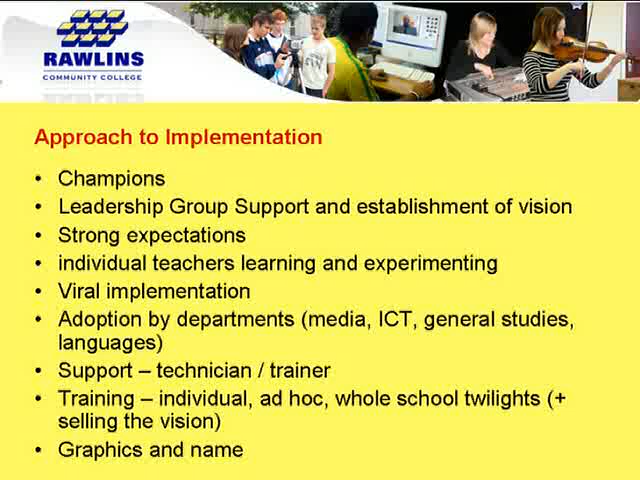 RAWLINS
COMMUNITY COLLEGE
Approach to Implementation
• Champions
• Leadership Group Support and establishment of vision
• Strong expectations
• individual teachers learning and experimenting
• Viral implementation
• Adoption by departments (media, ICT, general studies,
languages)
• Support – technician / trainer
• Training – individual, ad hoc, whole school twilights (+
selling the vision)
• Graphics and name